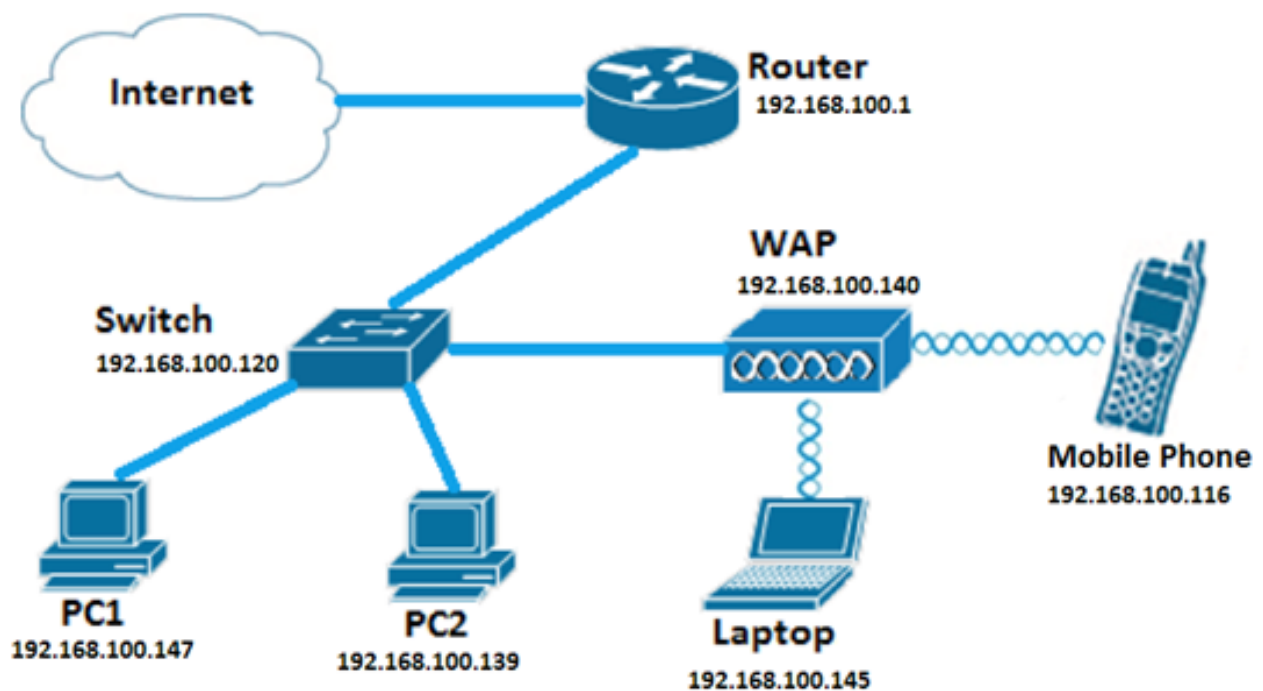 Internet
Router
192.168.100.1
WAP
192.168.100.140
Switch
192.168.100.120
Mobile Phone
192.168.100.116
PC1
192.168.100.147
PC2
192.168.100.139
Laptop
192.168.100.145